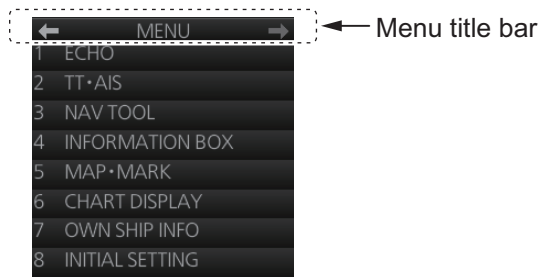 MENU
Menu title bar
1 ECHO
2 TT•AIS
3 NAV TOOL
4 INFORMATION BOX
5 MAP•MARK
6 CHART DISPLAY
7 OWN SHIP INFO
8 INITIAL SETTING